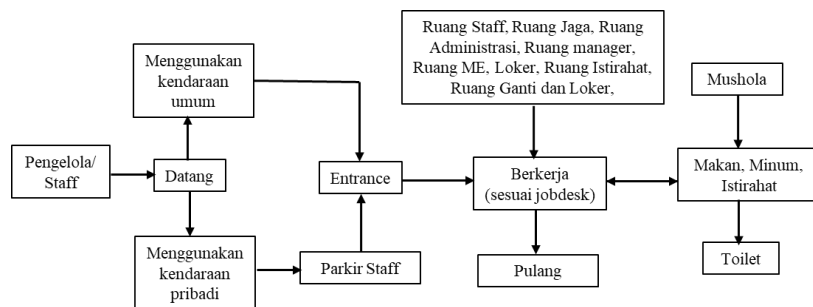 Ruang Staff, Ruang Jaga, Ruang
Administrasi, Ruang manager,
Ruang ME, Loker, Ruang Istirahat,
Ruang Ganti dan Loker,
Menggunakan
kendaraan
umum
Mushola
Pengelola/
Staff
Datang
Entrance
Berkerja
(sesuai jobdesk)
Makan, Minum,
Istirahat
Menggunakan
kendaraan
pribadi
Parkir Staff
Pulang
Toilet